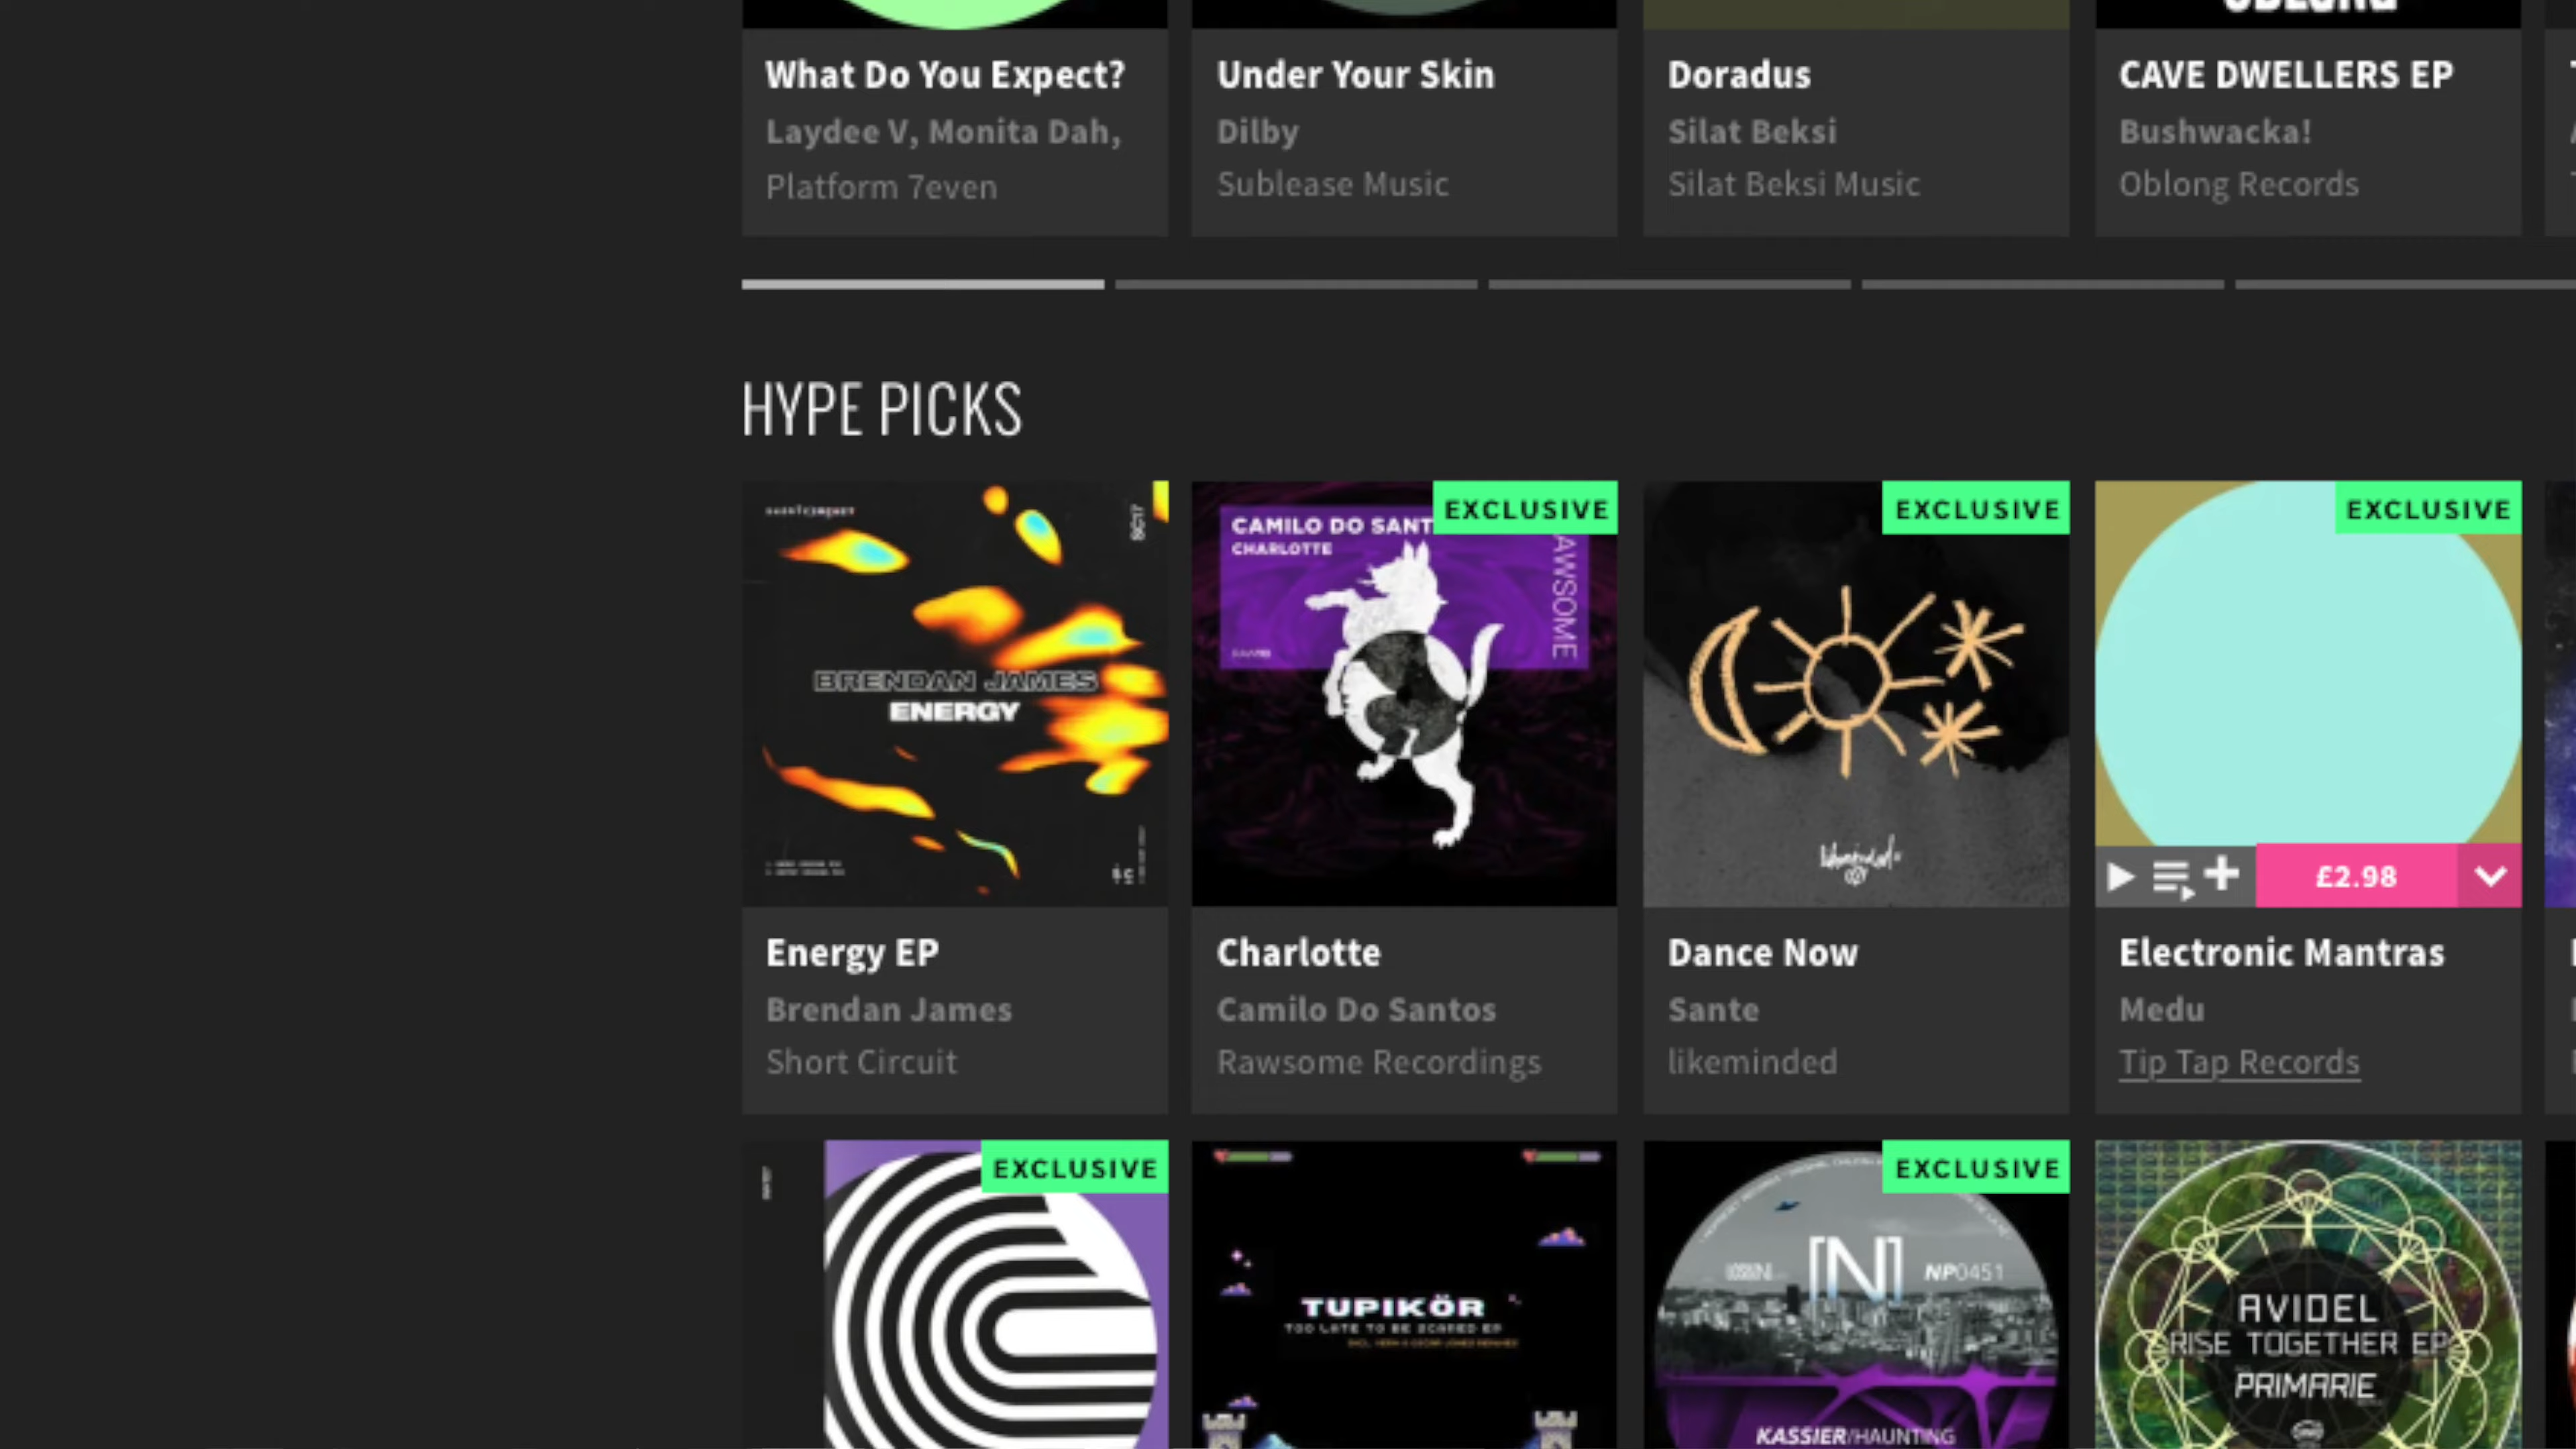 What Do You Expect?
Laydee V, Monita Dah,
Platform 7even
Under Your Skin
Dilby
Sublease Music
Doradus
Silat Beksi
Silat Beksi Music
CAVE DWELLERS EP
Bushwacka!
Oblong Records
HYPE PICKS
SC17
BRENDAN JAMES
ENERGY
Energy EP
Brendan James
Short Circuit
EXCLUSIVE
CAMILO DO SANT
CHARLOTTE
AWSOME
Charlotte
Camilo Do Santos
Rawsome Recordings
EXCLUSIVE
Dance Now
Sante
likeminded
EXCLUSIVE
£2.98
Electronic Mantras
Medu
Tip Tap Records
EXCLUSIVE
TUPIKÖR
TOO LATE TO BE SCARED EP
EXCLUSIVE
[N]
NP0451
KASSIER/HAUNTING
AVIDEL
RISE TOGETHER EP
PRIMARIE